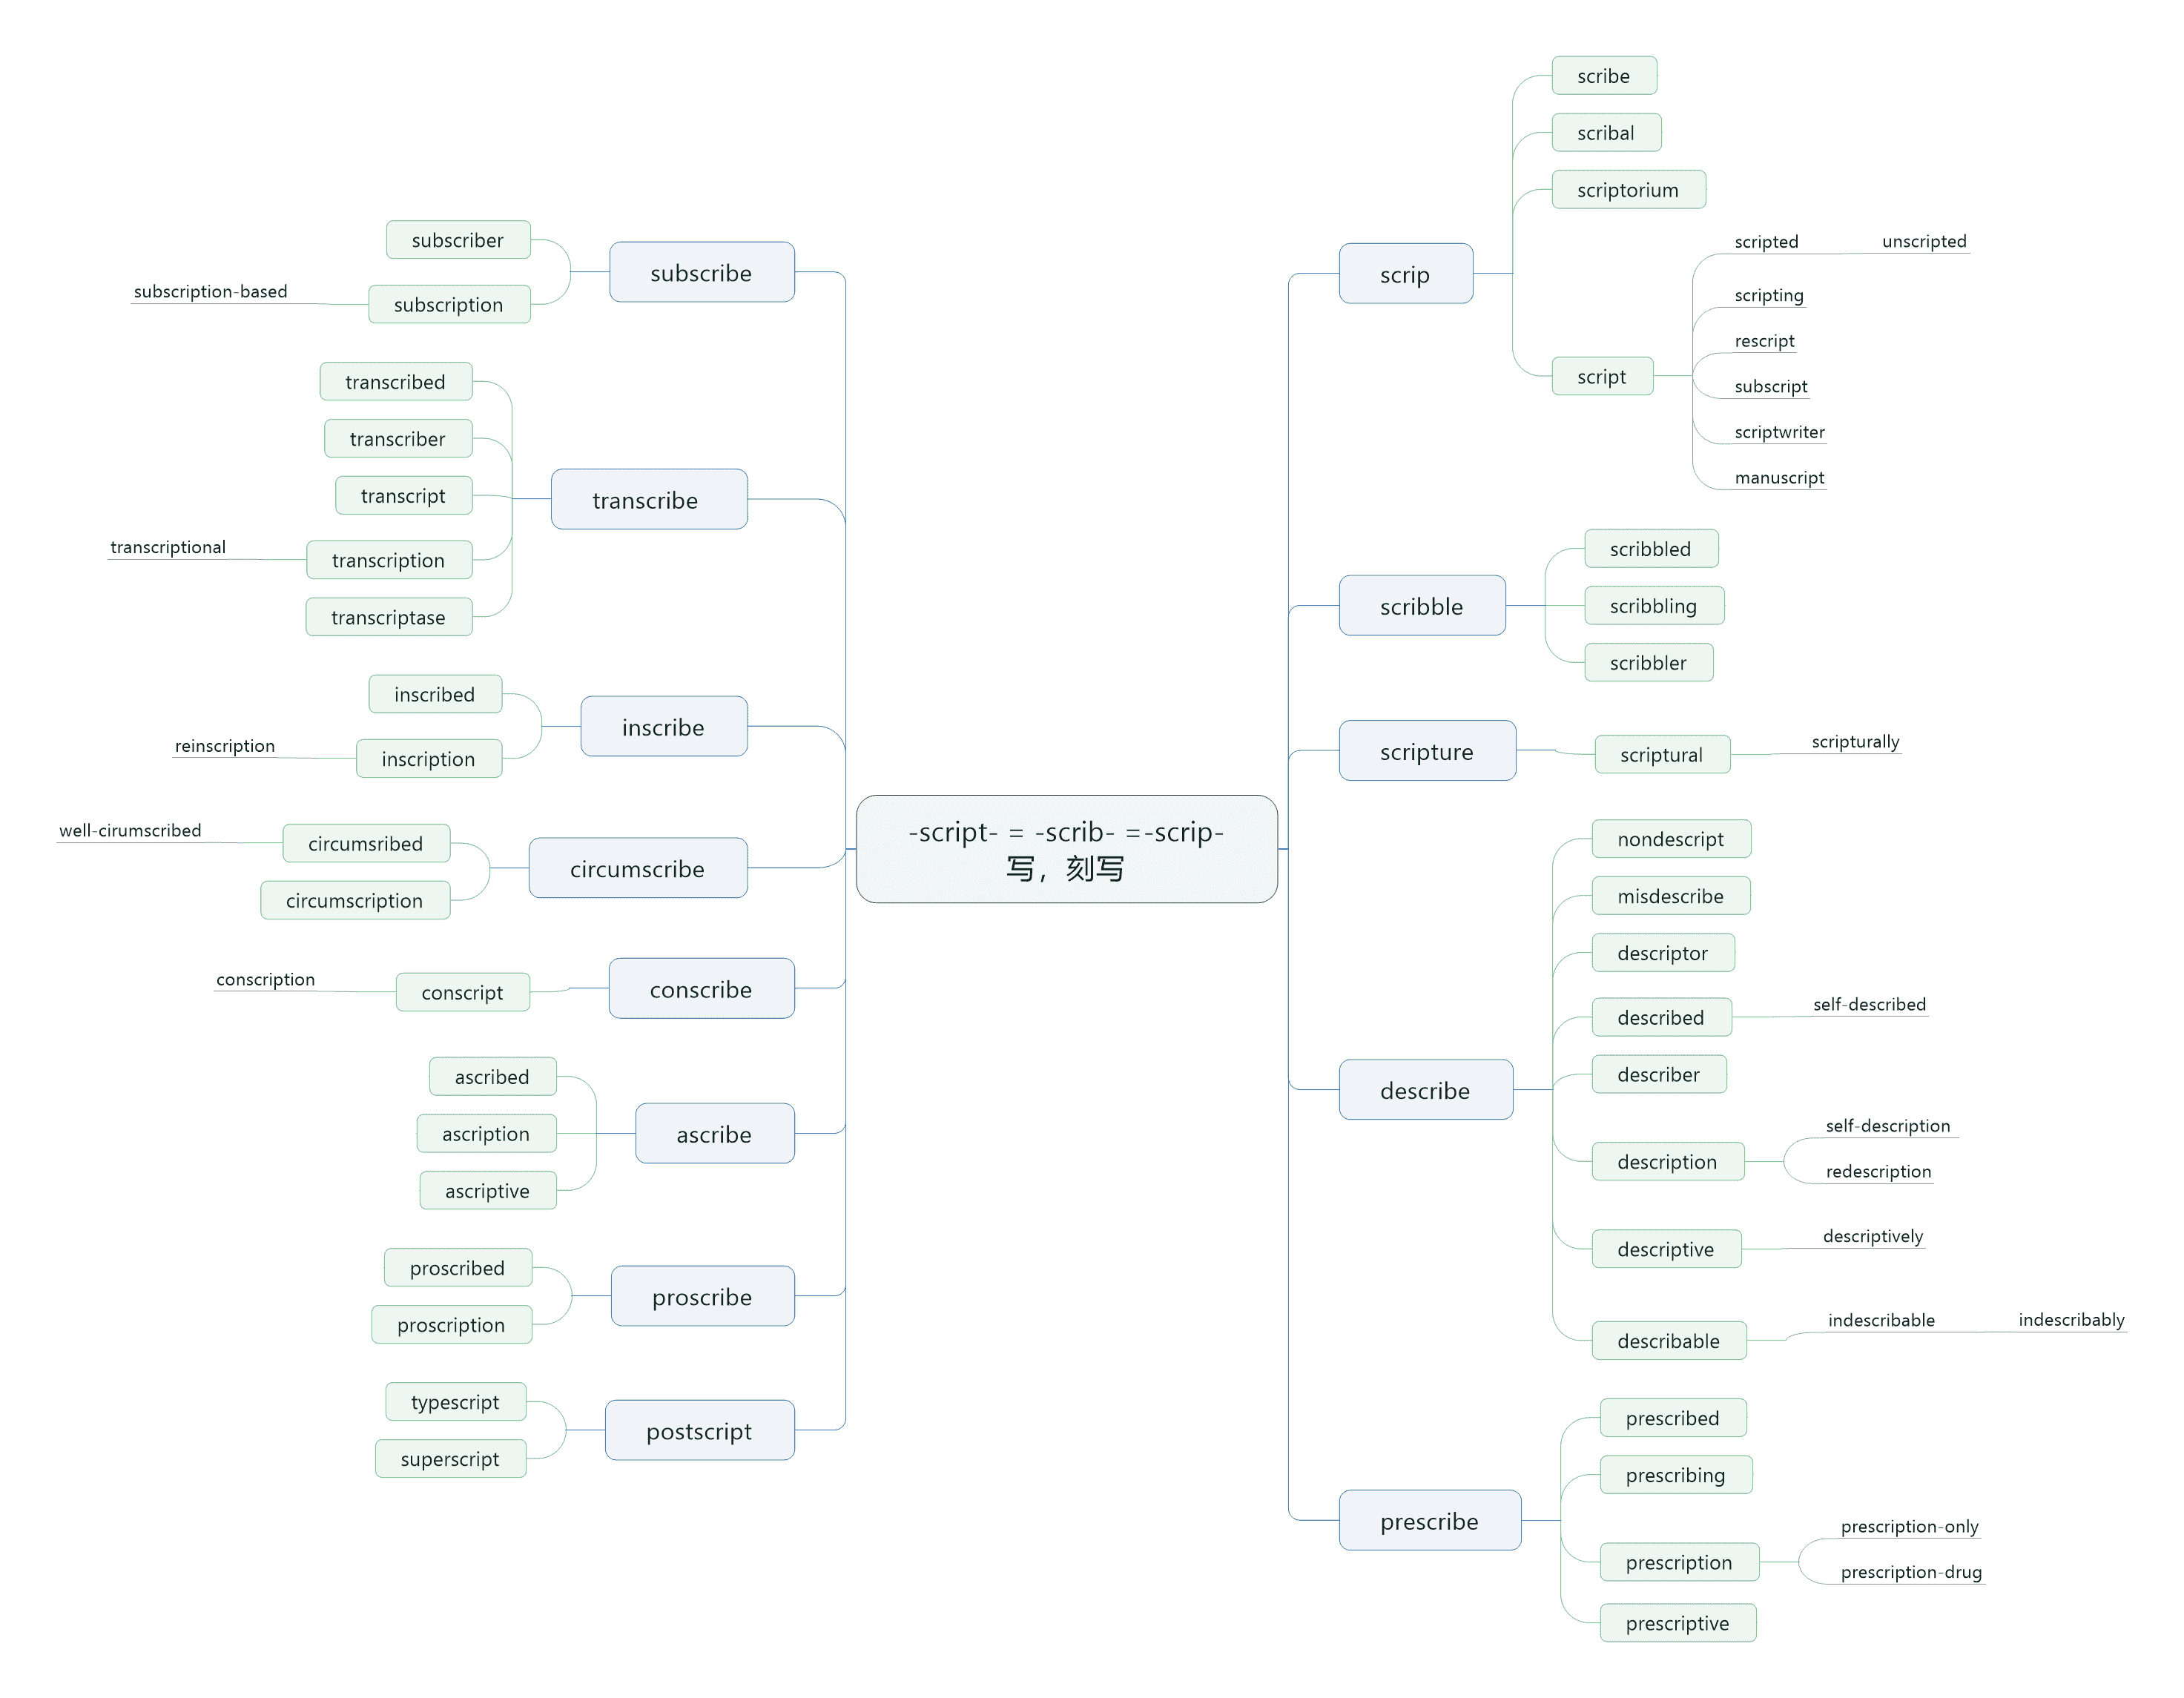 -script- = -scrib- =-scrip-
写，刻写
scrip
scribe
scribal
scriptorium
script
scripted
unscripted
scripting
rescript
subscript
scriptwriter
manuscript
scribble
scribbled
scribbling
scribbler
scripture
scriptural
scripturally
describe
nondescript
misdescribe
descriptor
described
self-described
describer
description
self-description
redescription
descriptive
descriptively
describable
indescribable
indescribably
prescribe
prescribed
prescribing
prescription
prescription-only
prescription-drug
prescriptive
subscribe
subscriber
subscription
subscription-based
transcribe
transcribed
transcriber
transcript
transcription
transcriptional
transcriptase
inscribe
inscribed
inscription
reinscription
circumscribe
circumsribed
well-cirumscribed
circumscription
conscribe
conscript
conscription
ascribe
ascribed
ascription
ascriptive
proscribe
proscribed
proscription
postscript
typescript
superscript